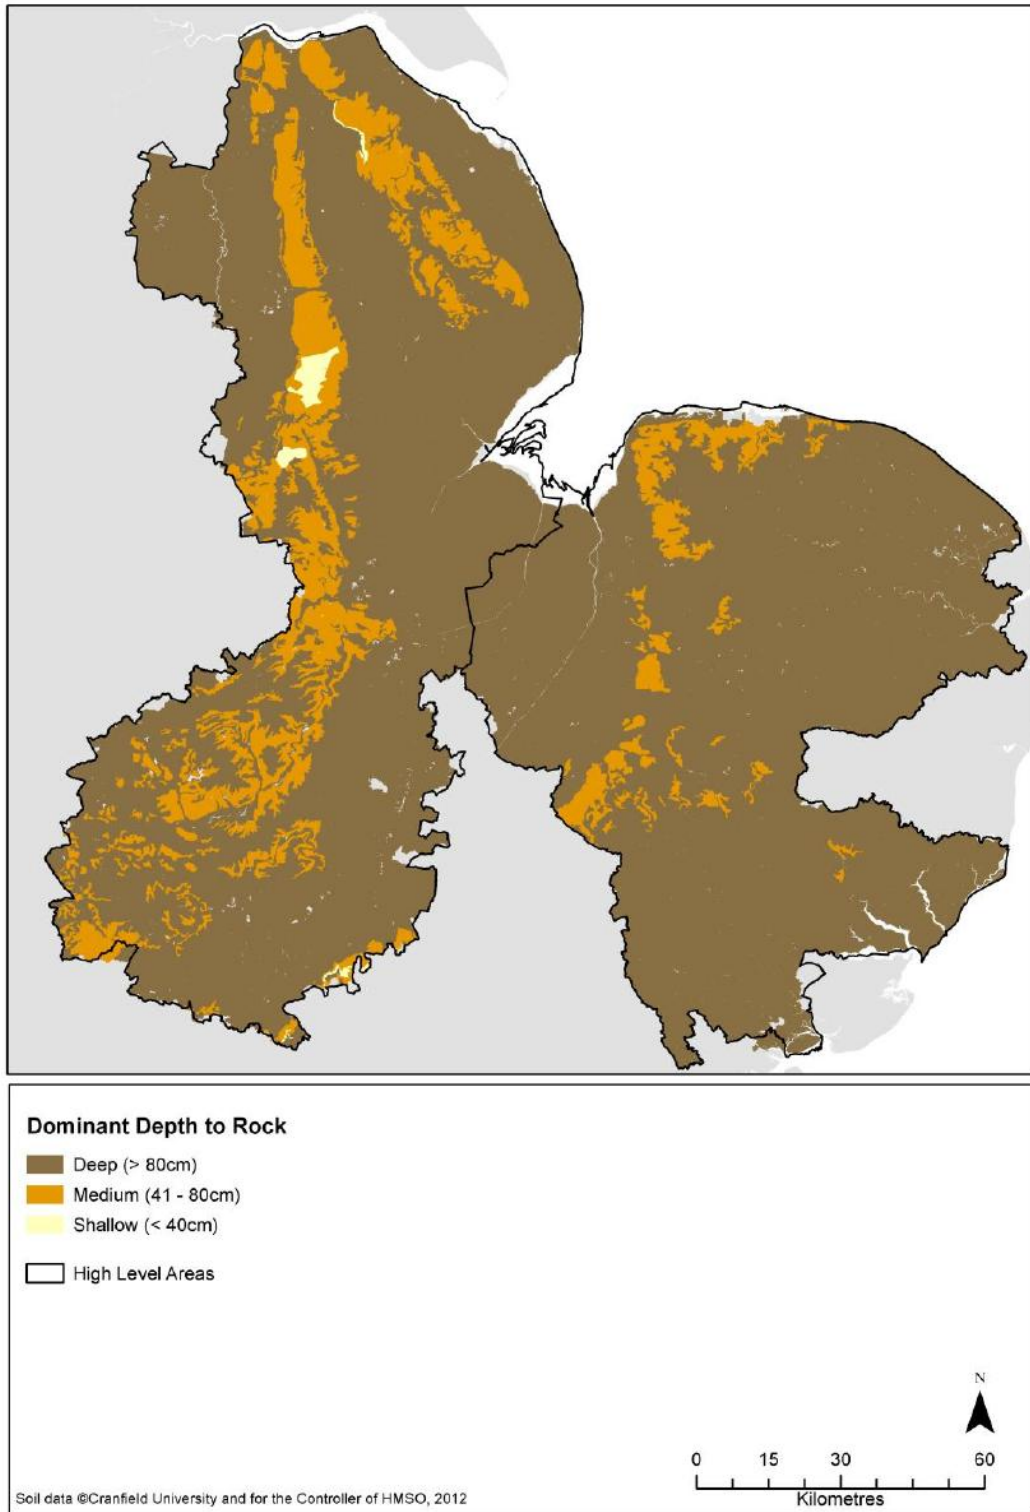 Dominant Depth to Rock
Deep (> 80cm)
Medium (41 - 80cm)
Shallow (< 40cm)
High Level Areas
N
0 15 30 60
Kilometres
Soil data ©Cranfield University and for the Controller of HMSO, 2012